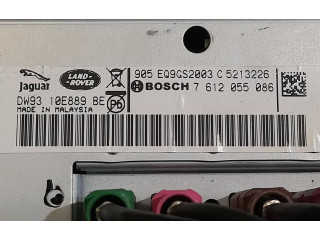 Jaguar
LAND-ROVER
905 EQ9GS2003 C 5213226
DW93 10E889 BE
Pb
BOSCH 7 612 055 086
MADE IN MALAYSIA